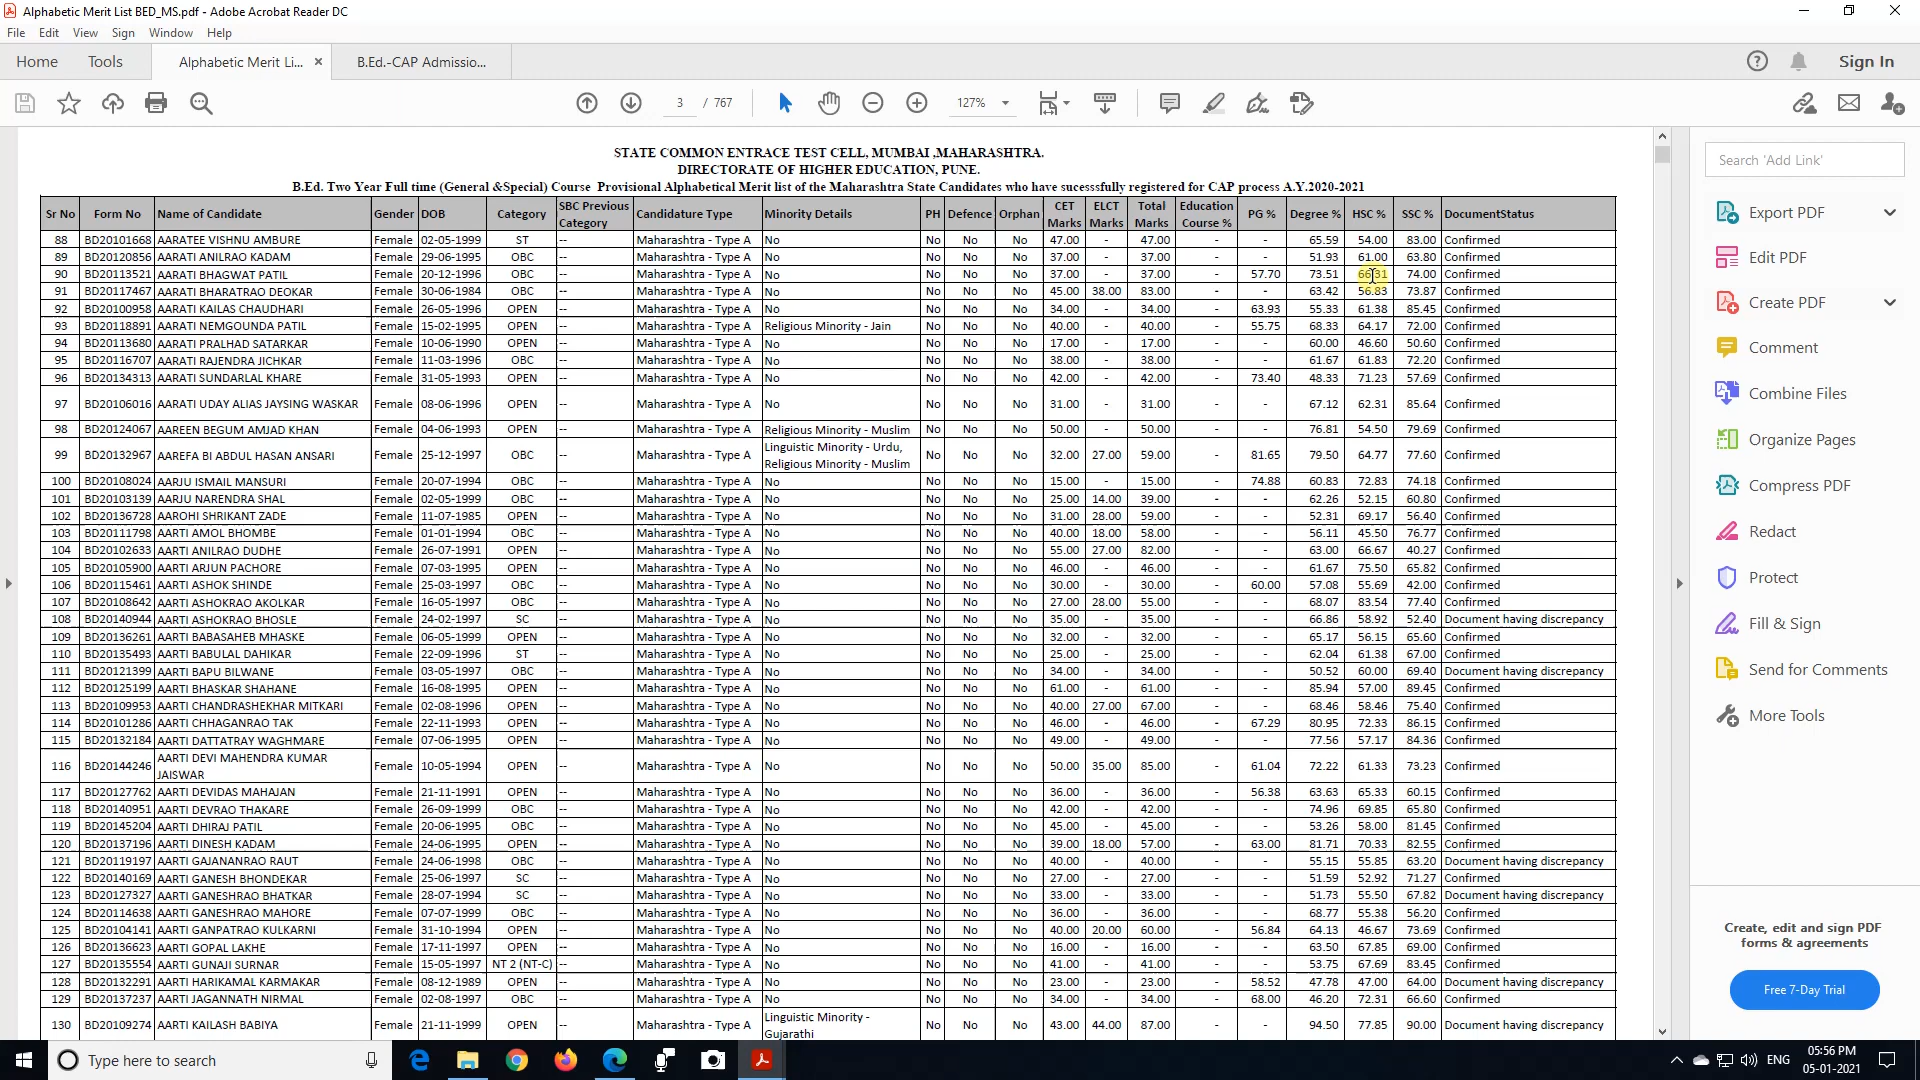 Alphabetic Merit List BED_MS.pdf - Adobe Acrobat Reader DC
File Edit View Sign Window Help
Home Tools Alphabetic Merit Li... × B.Ed.-CAP Admissio... Sign In
3 / 767 127%
STATE COMMON ENTRACE TEST CELL, MUMBAI ,MAHARASHTRA.
DIRECTORATE OF HIGHER EDUCATION, PUNE.
B.Ed. Two Year Full time (General &Special) Course Provisional Alphabetical Merit list of the Maharashtra State Candidates who have sucesssfully registered for CAP process A.Y.2020-2021
Sr No Form No Name of Candidate Gender DOB Category SBC Previous Category Candidature Type Minority Details PH Defence Orphan CET Marks ELCT Marks Total Marks Education Course % PG % Degree % HSC % SSC % DocumentStatus
88 BD20101668 AARATEE VISHNU AMBURE Female 02-05-1999 ST -- Maharashtra - Type A No No No No 47.00 - 47.00 - - 65.59 54.00 83.00 Confirmed
89 BD20120856 AARATI ANILRAO KADAM Female 29-06-1995 OBC -- Maharashtra - Type A No No No No 37.00 - 37.00 - - 51.93 61.00 63.80 Confirmed
90 BD20113521 AARATI BHAGWAT PATIL Female 20-12-1996 OBC -- Maharashtra - Type A No No No No 37.00 - 37.00 - 57.70 73.51 66.31 74.00 Confirmed
91 BD20117467 AARATI BHARATRAO DEOKAR Female 30-06-1984 OBC -- Maharashtra - Type A No No No No 45.00 38.00 83.00 - - 63.42 56.83 73.87 Confirmed
92 BD20100958 AARATI KAILAS CHAUDHARI Female 26-05-1996 OPEN -- Maharashtra - Type A No No No No 34.00 - 34.00 - 63.93 55.33 61.38 85.45 Confirmed
93 BD20118891 AARATI NEMGOUNDA PATIL Female 15-02-1995 OPEN -- Maharashtra - Type A Religious Minority - Jain No No No 40.00 - 40.00 - 55.75 68.33 64.17 72.00 Confirmed
94 BD20113680 AARATI PRALHAD SATARKAR Female 10-06-1990 OPEN -- Maharashtra - Type A No No No No 17.00 - 17.00 - - 60.00 46.60 50.60 Confirmed
95 BD20116707 AARATI RAJENDRA JICHKAR Female 11-03-1996 OBC -- Maharashtra - Type A No No No No 38.00 - 38.00 - - 61.67 61.83 72.20 Confirmed
96 BD20134313 AARATI SUNDARLAL KHARE Female 31-05-1993 OPEN -- Maharashtra - Type A No No No No 42.00 - 42.00 - 73.40 48.33 71.23 57.69 Confirmed
97 BD20106016 AARATI UDAY ALIAS JAYSING WASKAR Female 08-06-1996 OPEN -- Maharashtra - Type A No No No No 31.00 - 31.00 - - 67.12 62.31 85.64 Confirmed
98 BD20124067 AAREEN BEGUM AMJAD KHAN Female 04-06-1993 OPEN -- Maharashtra - Type A Religious Minority - Muslim No No No 50.00 - 50.00 - - 76.81 54.50 79.69 Confirmed
99 BD20132967 AAREFA BI ABDUL HASAN ANSARI Female 25-12-1997 OBC -- Maharashtra - Type A Linguistic Minority - Urdu, Religious Minority - Muslim No No No 32.00 27.00 59.00 - 81.65 79.50 64.77 77.60 Confirmed
100 BD20108024 AARJU ISMAIL MANSURI Female 20-07-1994 OBC -- Maharashtra - Type A No No No No 15.00 - 15.00 - 74.88 60.83 72.83 74.18 Confirmed
101 BD20103139 AARJU NARENDRA SHAL Female 02-05-1999 OBC -- Maharashtra - Type A No No No No 25.00 14.00 39.00 - - 62.26 52.15 60.80 Confirmed
102 BD20136728 AAROHI SHRIKANT ZADE Female 11-07-1985 OPEN -- Maharashtra - Type A No No No No 31.00 28.00 59.00 - - 52.31 69.17 56.40 Confirmed
103 BD20111798 AARTI AMOL BHOMBE Female 01-01-1994 OBC -- Maharashtra - Type A No No No No 40.00 18.00 58.00 - - 56.11 45.50 76.77 Confirmed
104 BD20102633 AARTI ANILRAO DUDHE Female 26-07-1991 OPEN -- Maharashtra - Type A No No No No 55.00 27.00 82.00 - - 63.00 66.67 40.27 Confirmed
105 BD20105900 AARTI ARJUN PACHORE Female 07-03-1995 OPEN -- Maharashtra - Type A No No No No 46.00 - 46.00 - - 61.67 75.50 65.82 Confirmed
106 BD20115461 AARTI ASHOK SHINDE Female 25-03-1997 OBC -- Maharashtra - Type A No No No No 30.00 - 30.00 - 60.00 57.08 55.69 42.00 Confirmed
107 BD20108642 AARTI ASHOKRAO AKOLKAR Female 16-05-1997 OBC -- Maharashtra - Type A No No No No 27.00 28.00 55.00 - - 68.07 83.54 77.40 Confirmed
108 BD20140944 AARTI ASHOKRAO BHOSLE Female 24-02-1997 SC -- Maharashtra - Type A No No No No 35.00 - 35.00 - - 66.86 58.92 52.40 Document having discrepancy
109 BD20136261 AARTI BABASAHEB MHASKE Female 06-05-1999 OPEN -- Maharashtra - Type A No No No No 32.00 - 32.00 - - 65.17 56.15 65.60 Confirmed
110 BD20135493 AARTI BABULAL DAHIKAR Female 22-09-1996 ST -- Maharashtra - Type A No No No No 25.00 - 25.00 - - 62.04 61.38 67.00 Confirmed
111 BD20121399 AARTI BAPU BILWANE Female 03-05-1997 OBC -- Maharashtra - Type A No No No No 34.00 - 34.00 - - 50.52 60.00 69.40 Document having discrepancy
112 BD20125199 AARTI BHASKAR SHAHANE Female 16-08-1995 OPEN -- Maharashtra - Type A No No No No 61.00 - 61.00 - - 85.94 57.00 89.45 Confirmed
113 BD20109953 AARTI CHANDRASHEKHAR MITKARI Female 02-08-1996 OPEN -- Maharashtra - Type A No No No No 40.00 27.00 67.00 - - 68.46 58.46 75.40 Confirmed
114 BD20101286 AARTI CHHAGANRAO TAK Female 22-11-1993 OPEN -- Maharashtra - Type A No No No No 46.00 - 46.00 - 67.29 80.95 72.33 86.15 Confirmed
115 BD20132184 AARTI DATTATRAY WAGHMARE Female 07-06-1995 OPEN -- Maharashtra - Type A No No No No 49.00 - 49.00 - - 77.56 57.17 84.36 Confirmed
116 BD20144246 AARTI DEVI MAHENDRA KUMAR JAISWAR Female 10-05-1994 OPEN -- Maharashtra - Type A No No No No 50.00 35.00 85.00 - 61.04 72.22 61.33 73.23 Confirmed
117 BD20127762 AARTI DEVIDAS MAHAJAN Female 21-11-1991 OPEN -- Maharashtra - Type A No No No No 36.00 - 36.00 - 56.38 63.63 65.33 60.15 Confirmed
118 BD20140951 AARTI DEVRAO THAKARE Female 26-09-1999 OBC -- Maharashtra - Type A No No No No 42.00 - 42.00 - - 74.96 69.85 65.80 Confirmed
119 BD20145204 AARTI DHIRAJ PATIL Female 20-06-1995 OBC -- Maharashtra - Type A No No No No 45.00 - 45.00 - - 53.26 58.00 81.45 Confirmed
120 BD20137196 AARTI DINESH KADAM Female 24-06-1995 OPEN -- Maharashtra - Type A No No No No 39.00 18.00 57.00 - 63.00 81.71 70.33 82.55 Confirmed
121 BD20119197 AARTI GAJANANRAO RAUT Female 24-06-1998 OBC -- Maharashtra - Type A No No No No 40.00 - 40.00 - - 55.15 55.85 63.20 Document having discrepancy
122 BD20140169 AARTI GANESH BHONDEKAR Female 25-06-1997 SC -- Maharashtra - Type A No No No No 27.00 - 27.00 - - 51.59 52.92 71.27 Confirmed
123 BD20127327 AARTI GANESHRAO BHATKAR Female 28-07-1994 SC -- Maharashtra - Type A No No No No 33.00 - 33.00 - - 51.73 55.50 67.82 Document having discrepancy
124 BD20114638 AARTI GANESHRAO MAHORE Female 07-07-1999 OBC -- Maharashtra - Type A No No No No 36.00 - 36.00 - - 68.77 55.38 56.20 Confirmed
125 BD20104141 AARTI GANPATRAO KULKARNI Female 31-10-1994 OPEN -- Maharashtra - Type A No No No No 40.00 20.00 60.00 - 56.84 64.13 46.67 73.69 Confirmed
126 BD20136623 AARTI GOPAL LAKHE Female 17-11-1997 OPEN -- Maharashtra - Type A No No No No 16.00 - 16.00 - - 63.50 67.85 69.00 Confirmed
127 BD20135554 AARTI GUNAJI SURNAR Female 15-05-1997 NT 2 (NT-C) -- Maharashtra - Type A No No No No 41.00 - 41.00 - - 53.75 67.69 83.45 Confirmed
128 BD20132291 AARTI HARIKAMAL KARMAKAR Female 08-12-1989 OPEN -- Maharashtra - Type A No No No No 23.00 - 23.00 - 58.52 47.78 47.00 64.00 Document having discrepancy
129 BD20137237 AARTI JAGANNATH NIRMAL Female 02-08-1997 OBC -- Maharashtra - Type A No No No No 34.00 - 34.00 - 68.00 46.20 72.31 66.60 Confirmed
130 BD20109274 AARTI KAILASH BABIYA Female 21-11-1999 OPEN -- Maharashtra - Type A Linguistic Minority - Gujarathi No No No 43.00 44.00 87.00 - - 94.50 77.85 90.00 Document having discrepancy
Search 'Add Link'
Export PDF
Edit PDF
Create PDF
Comment
Combine Files
Organize Pages
Compress PDF
Redact
Protect
Fill & Sign
Send for Comments
More Tools
Create, edit and sign PDF
forms & agreements
Free 7-Day Trial
Type here to search
ENG
05:56 PM
05-01-2021